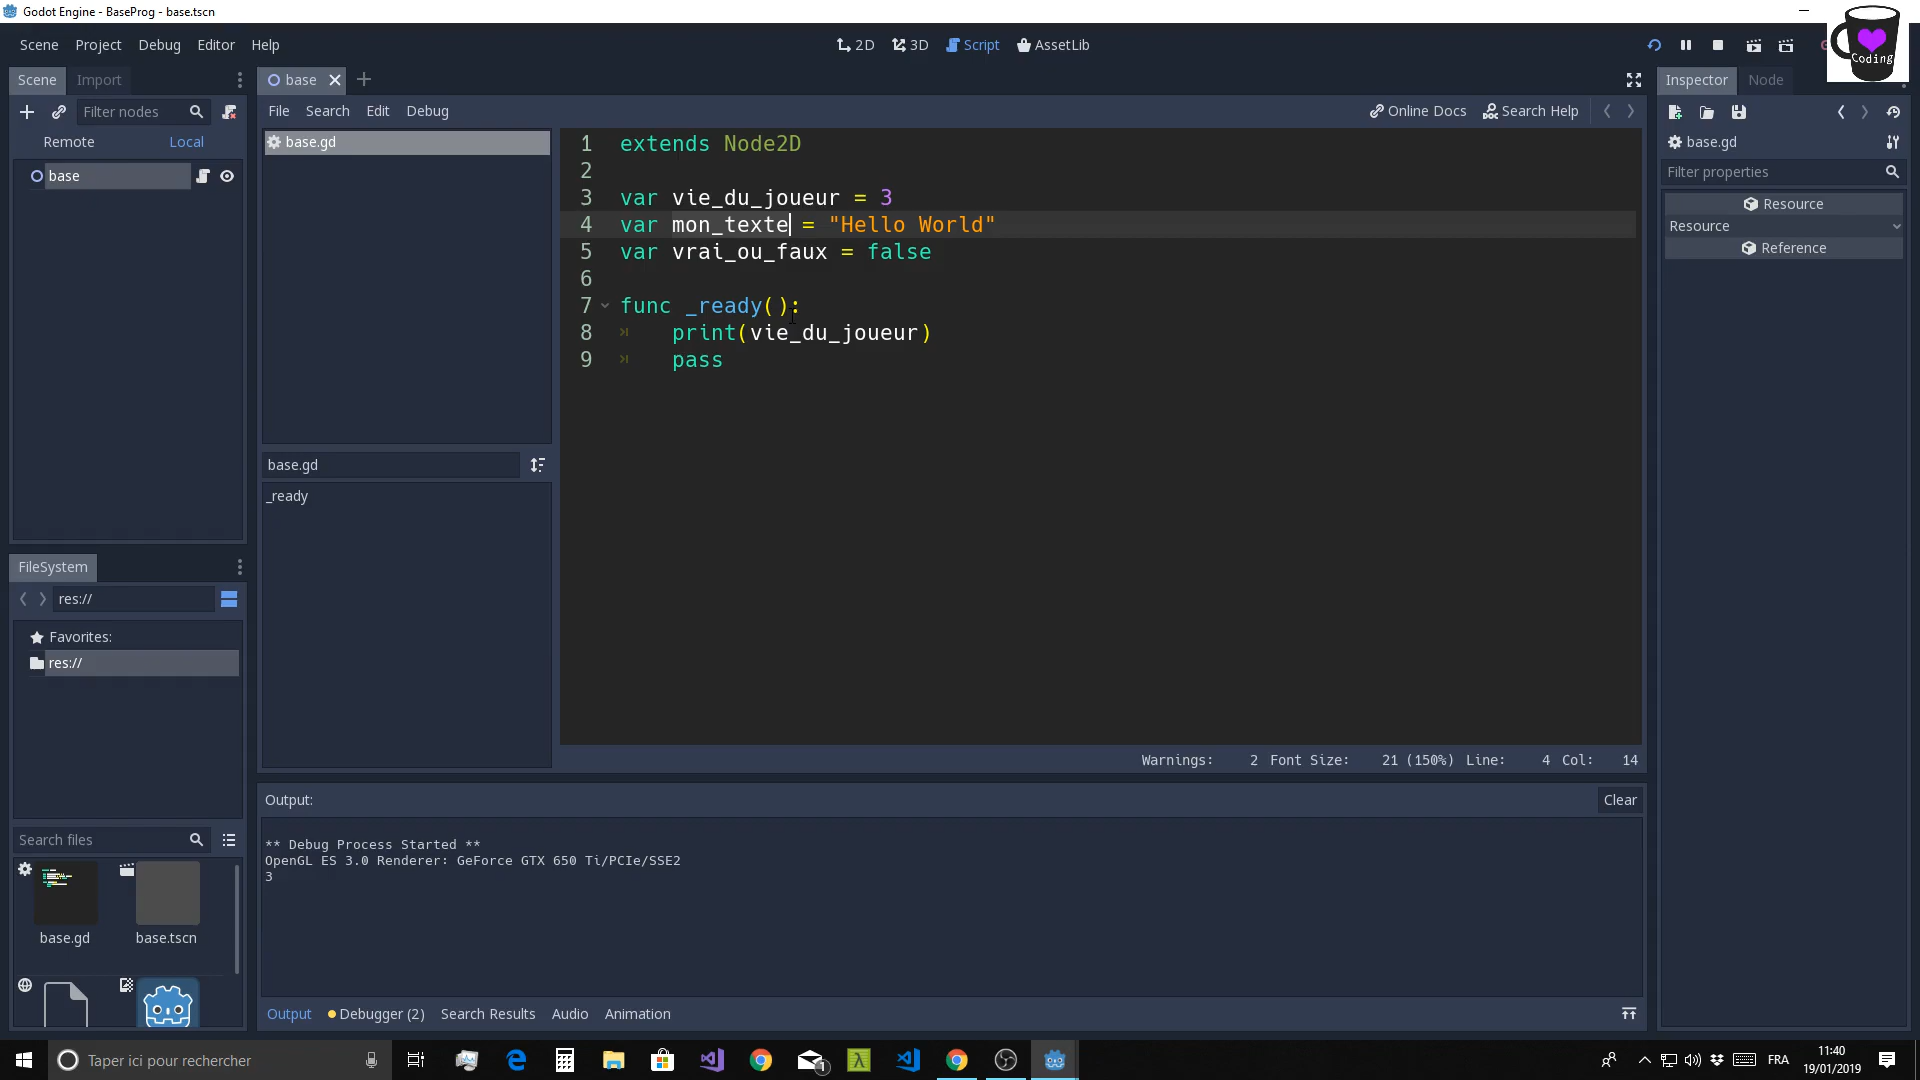 Godot Engine - BaseProg - base.tscn
Scene Project Debug Editor Help
2D 3D Script AssetLib
Coding
Scene Import
base
Inspector Node
Filter nodes
File Search Edit Debug
Online Docs Search Help
Remote Local
base.gd
base.gd
Filter properties
base
Resource
Resource
Reference
1 extends Node2D
2
3 var vie_du_joueur = 3
4 var mon_texte = "Hello World"
5 var vrai_ou_faux = false
6
7 func _ready():
8 print(vie_du_joueur)
9 pass
base.gd
_ready
FileSystem
res://
Favorites:
res://
Warnings: 2 Font Size: 21 (150%) Line: 4 Col: 14
Output:
Clear
Search files
** Debug Process Started **
OpenGL ES 3.0 Renderer: GeForce GTX 650 Ti/PCIe/SSE2
3
base.gd base.tscn
Output Debugger (2) Search Results Audio Animation
Taper ici pour rechercher
1
FRA
11:40
19/01/2019